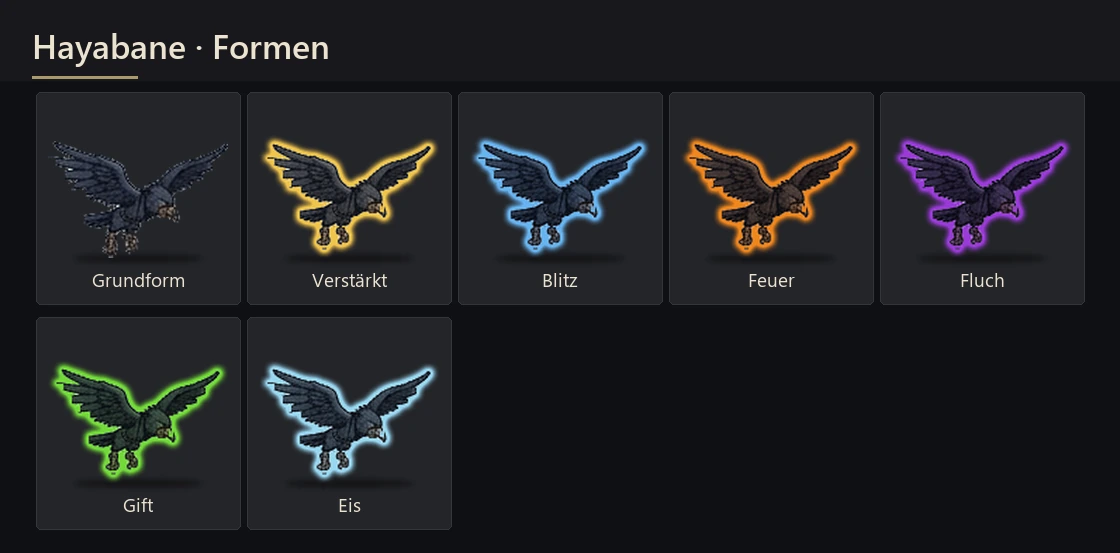 Hayabane · Formen
Grundform
Verstärkt
Blitz
Feuer
Fluch
Gift
Eis